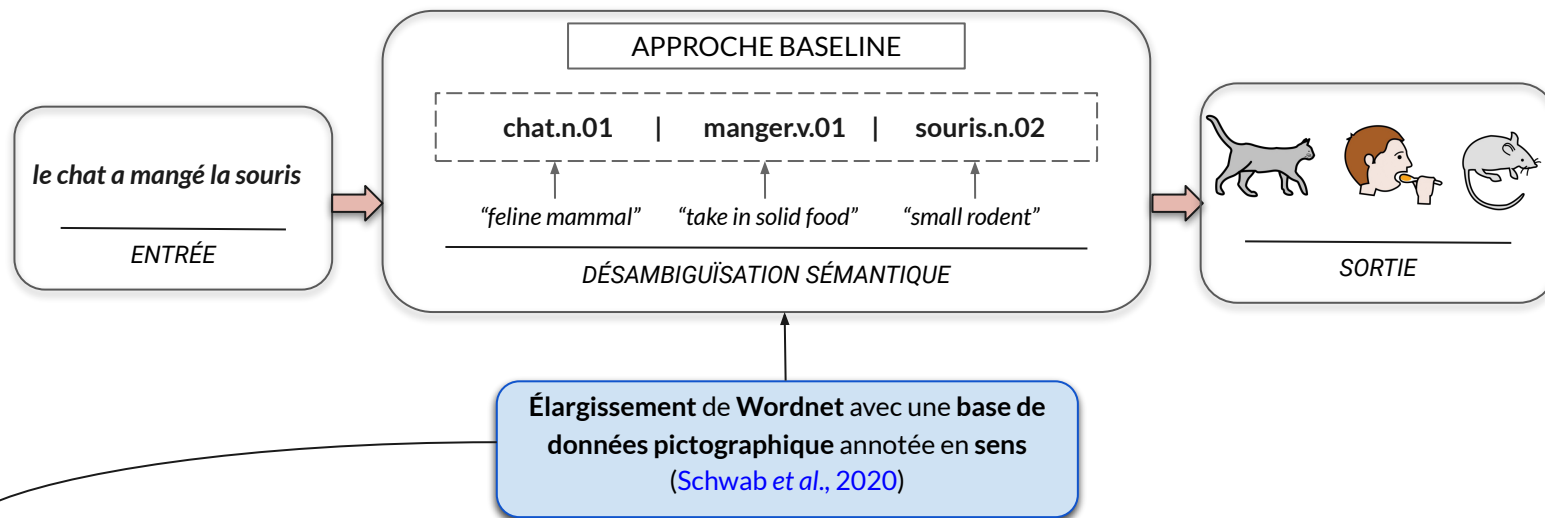 APPROCHE BASELINE
le chat a mangé la souris
ENTRÉE
chat.n.01 | manger.v.01 | souris.n.02
“feline mammal” “take in solid food” “small rodent”
DÉSAMBIGUÏSATION SÉMANTIQUE
SORTIE
Élargissement de Wordnet avec une base de
données pictographique annotée en sens
(Schwab et al., 2020)